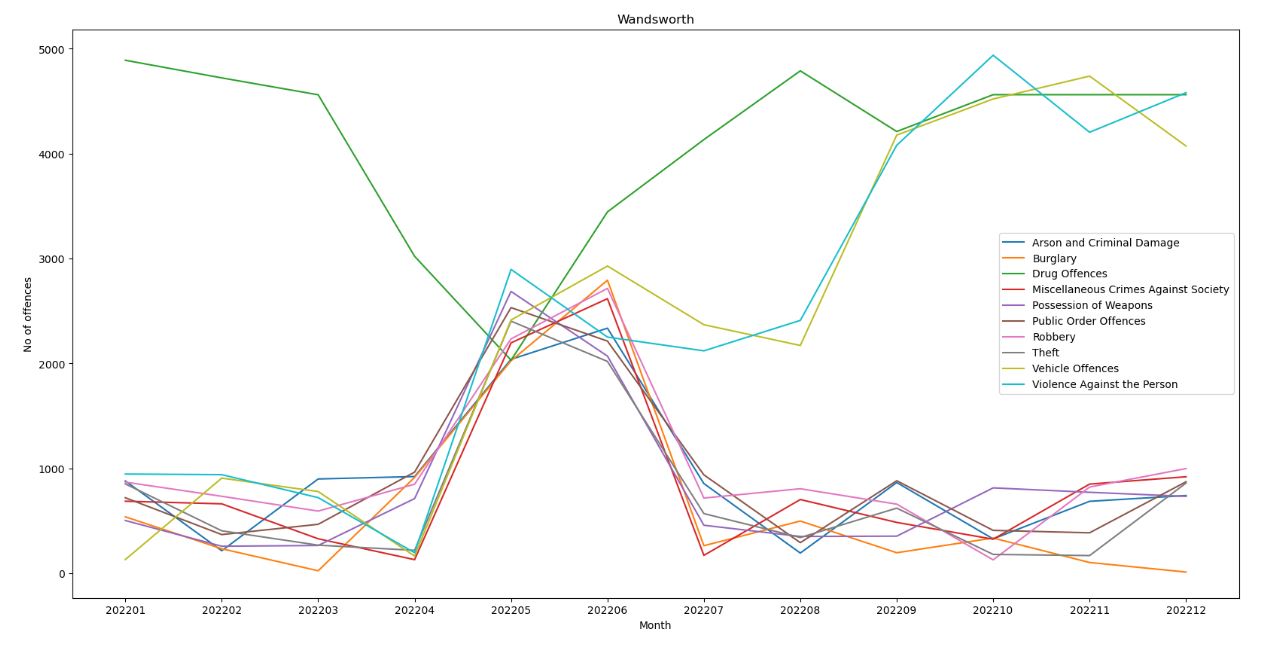 Wandsworth
No of offences
5000
4000
3000
2000
1000
0
Arson and Criminal Damage
Burglary
Drug Offences
Miscellaneous Crimes Against Society
Possession of Weapons
Public Order Offences
Robbery
Theft
Vehicle Offences
Violence Against the Person
202201 202202 202203 202204 202205 202206 202207 202208 202209 202210 202211 202212
Month